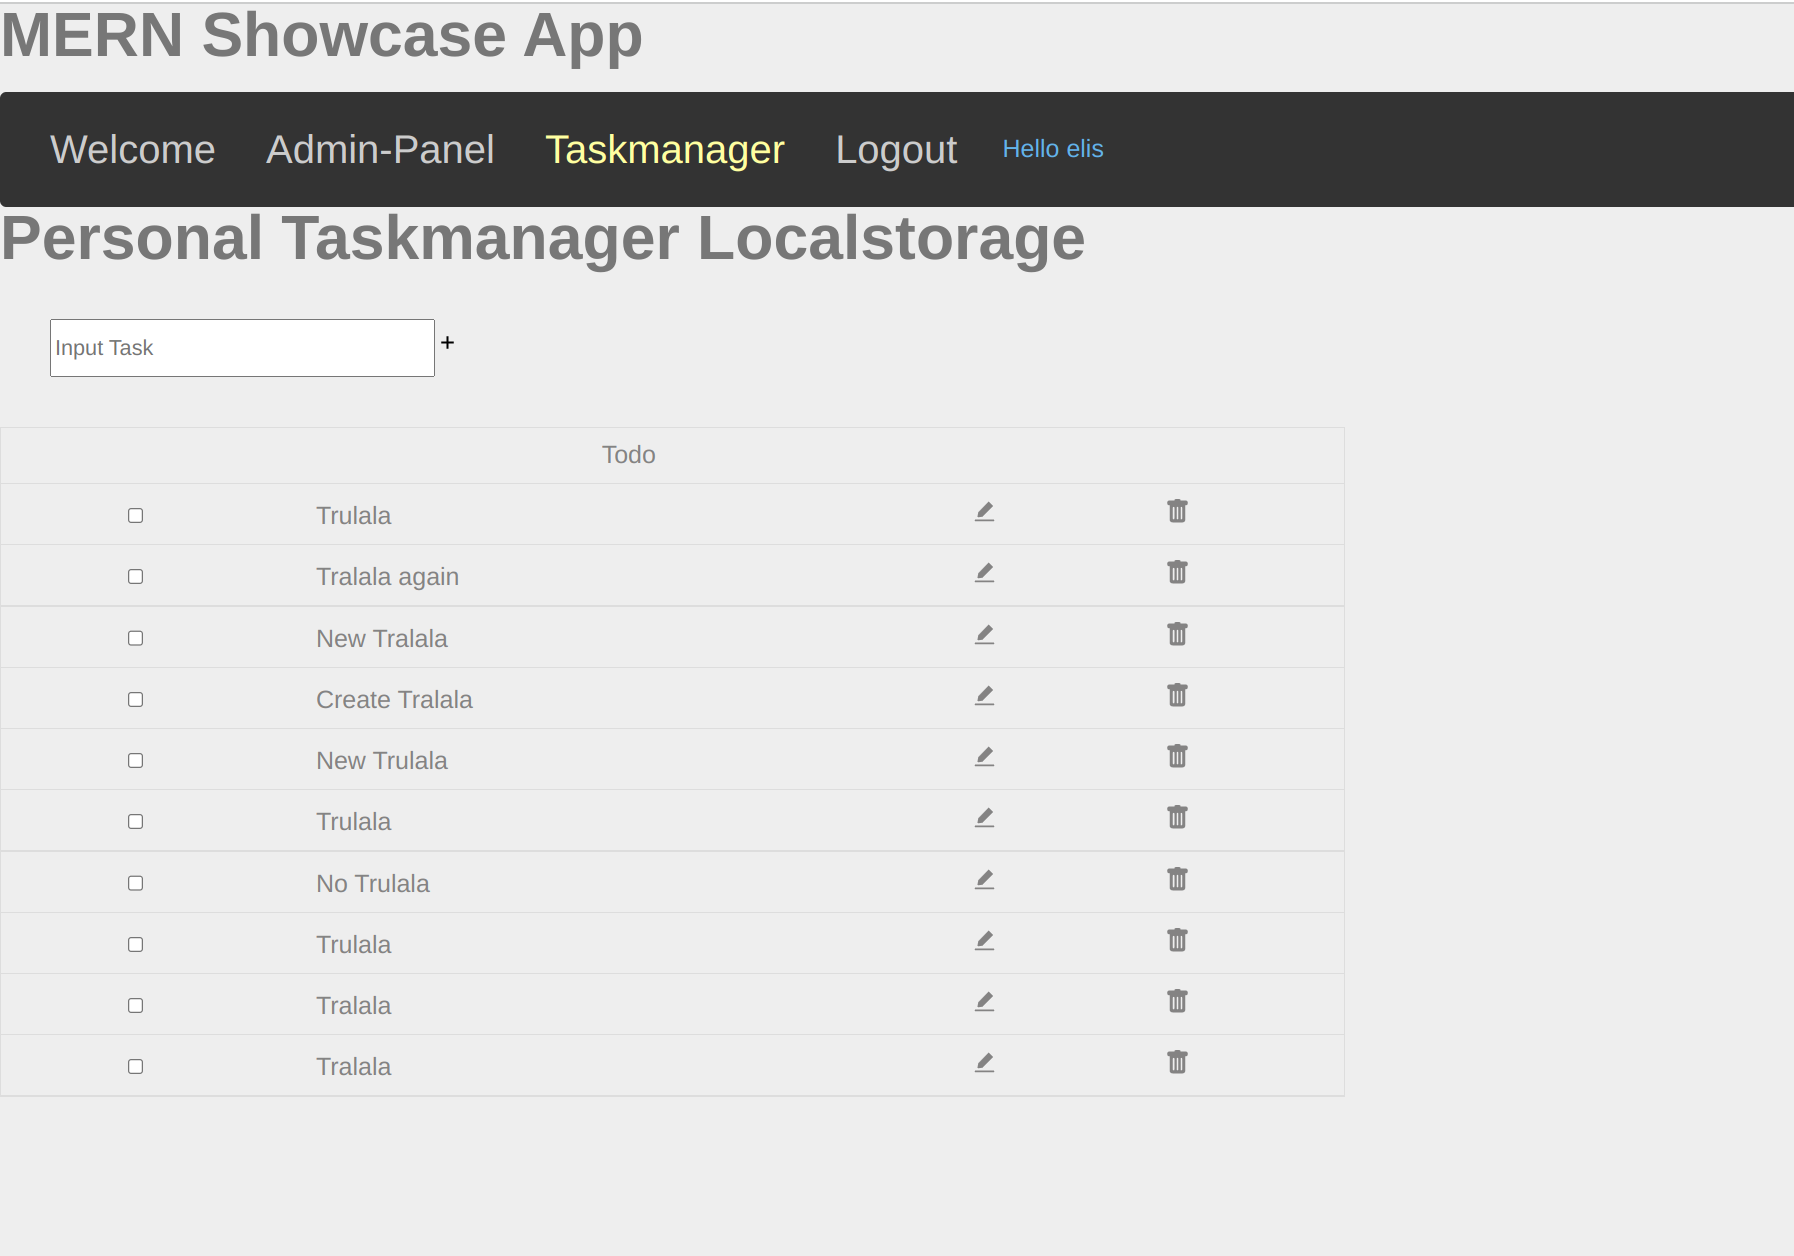 MERN Showcase App
Welcome Admin-Panel Taskmanager Logout Hello elis
Personal Taskmanager Localstorage
Input Task +
Todo
Trulala
Tralala again
New Tralala
Create Tralala
New Trulala
Trulala
No Trulala
Trulala
Tralala
Tralala